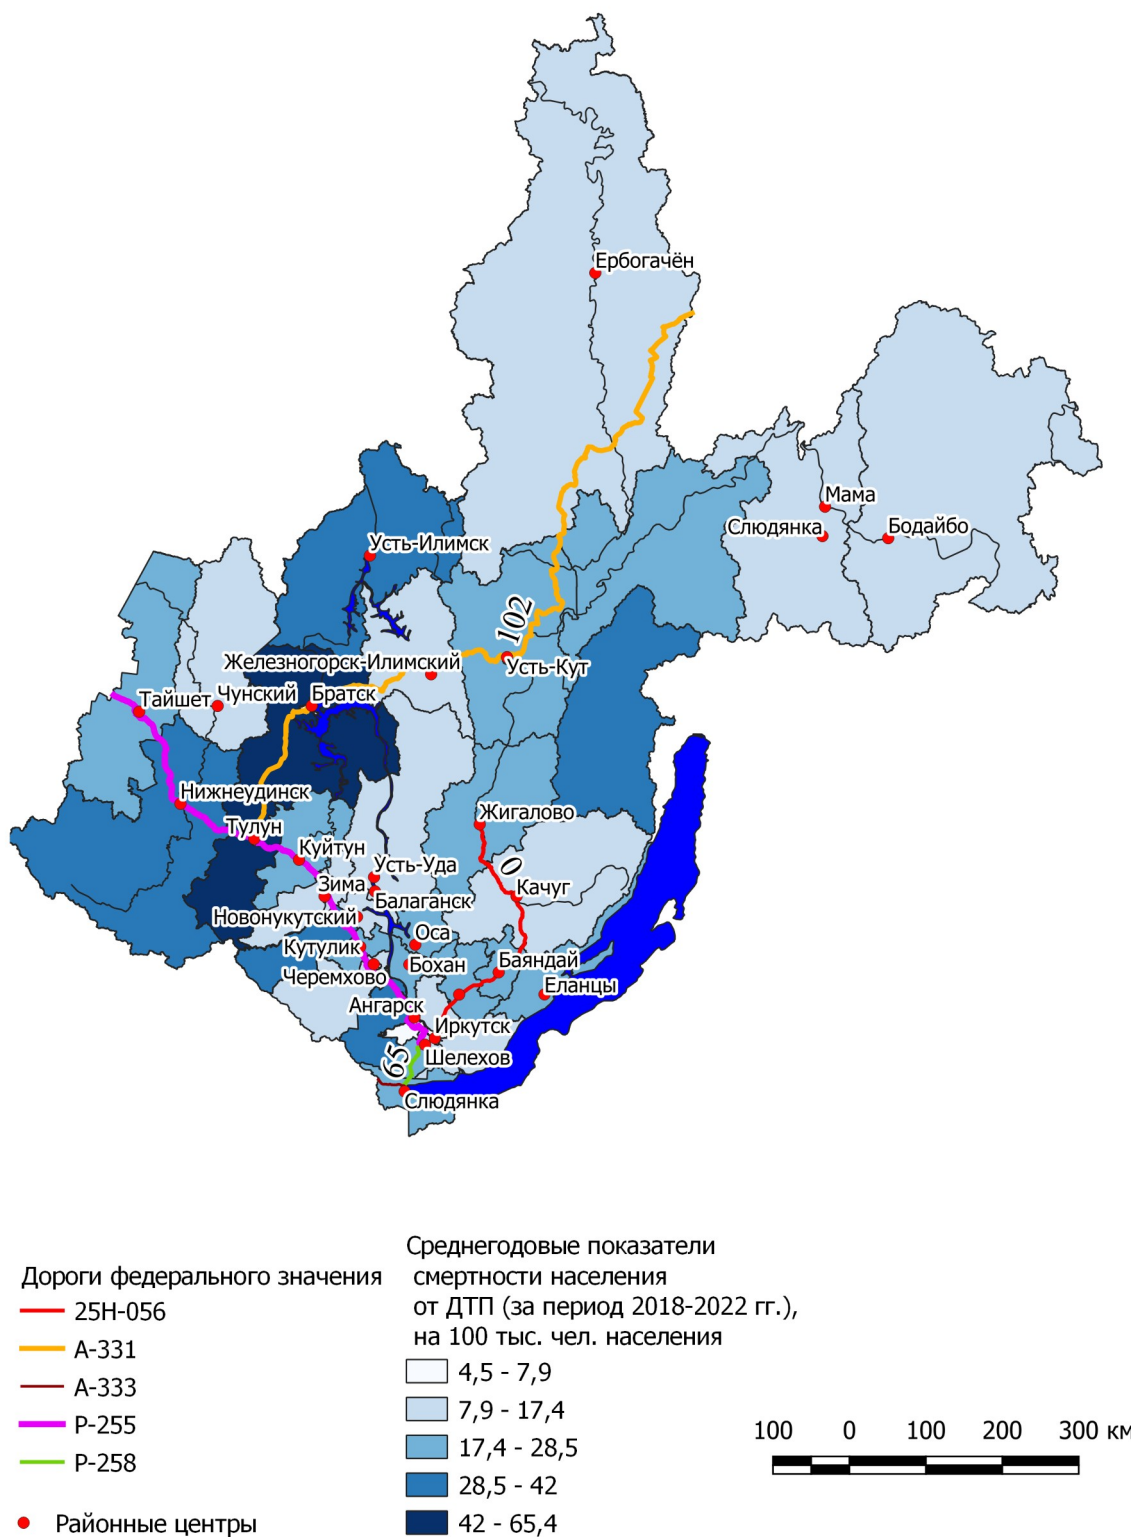 Ербогачён
Мама
Слюдянка
Бодайбо
Усть-Илимск
102
Железногорск-Илимский
Усть-Кут
Тайшет
Чунский
Братск
Нижнеудинск
Тулун
Жигалово
Куйтун
0
Усть-Уда
Зима
Качуг
Балаганск
Новонукутский
Оса
Кутулик
Бохан
Баяндай
Черемхово
Еланцы
Ангарск
Иркутск
65
Шелехов
Слюдянка
Дороги федерального значения
25Н-056
А-331
А-333
Р-255
Р-258
Районные центры
Среднегодовые показатели
смертности населения
от ДТП (за период 2018-2022 гг.),
на 100 тыс. чел. населения
4,5 - 7,9
7,9 - 17,4
17,4 - 28,5
28,5 - 42
42 - 65,4
100 0 100 200 300 км